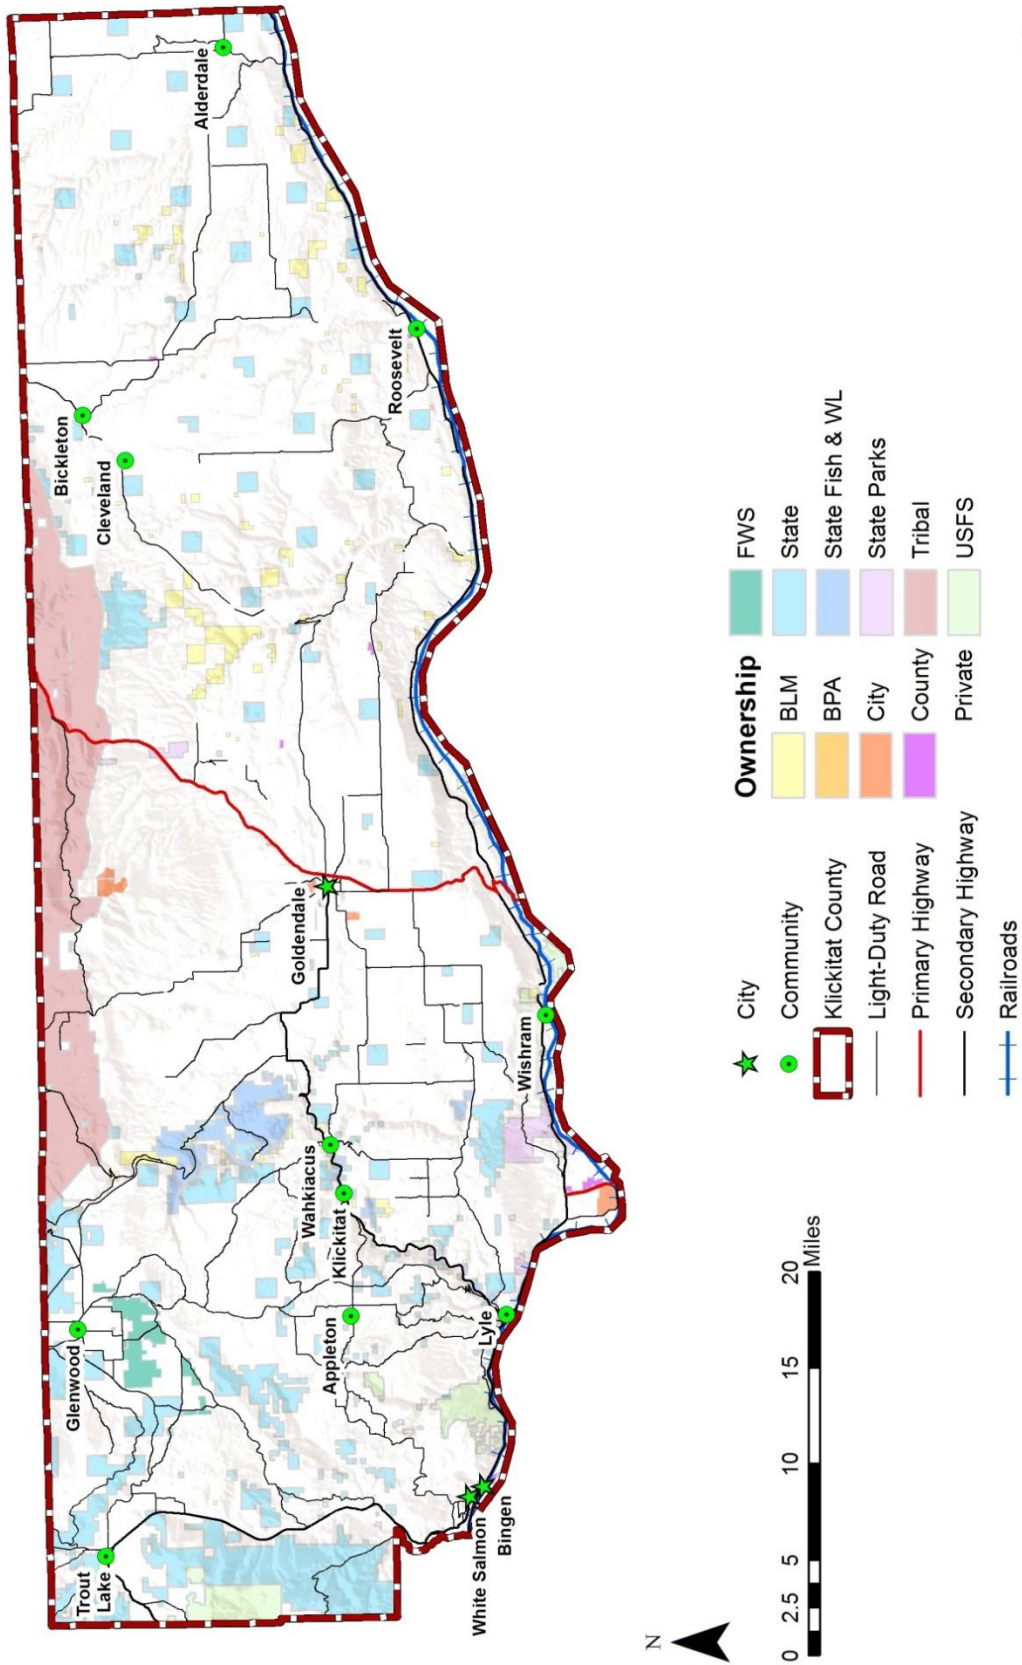 Trout
Lake
Glenwood
White Salmon
Bingen
Appleton
Lyle
Klickitat
Wahkiacus
Wishram
Goldendale
Cleveland
Bickleton
Roosevelt
Alderdale
N
0 2.5 5 10 15 20
Miles
City
Community
Klickitat County
Light-Duty Road
Primary Highway
Secondary Highway
Railroads
Ownership
BLM
BPA
City
County
Private
FWS
State
State Fish & WL
State Parks
Tribal
USFS